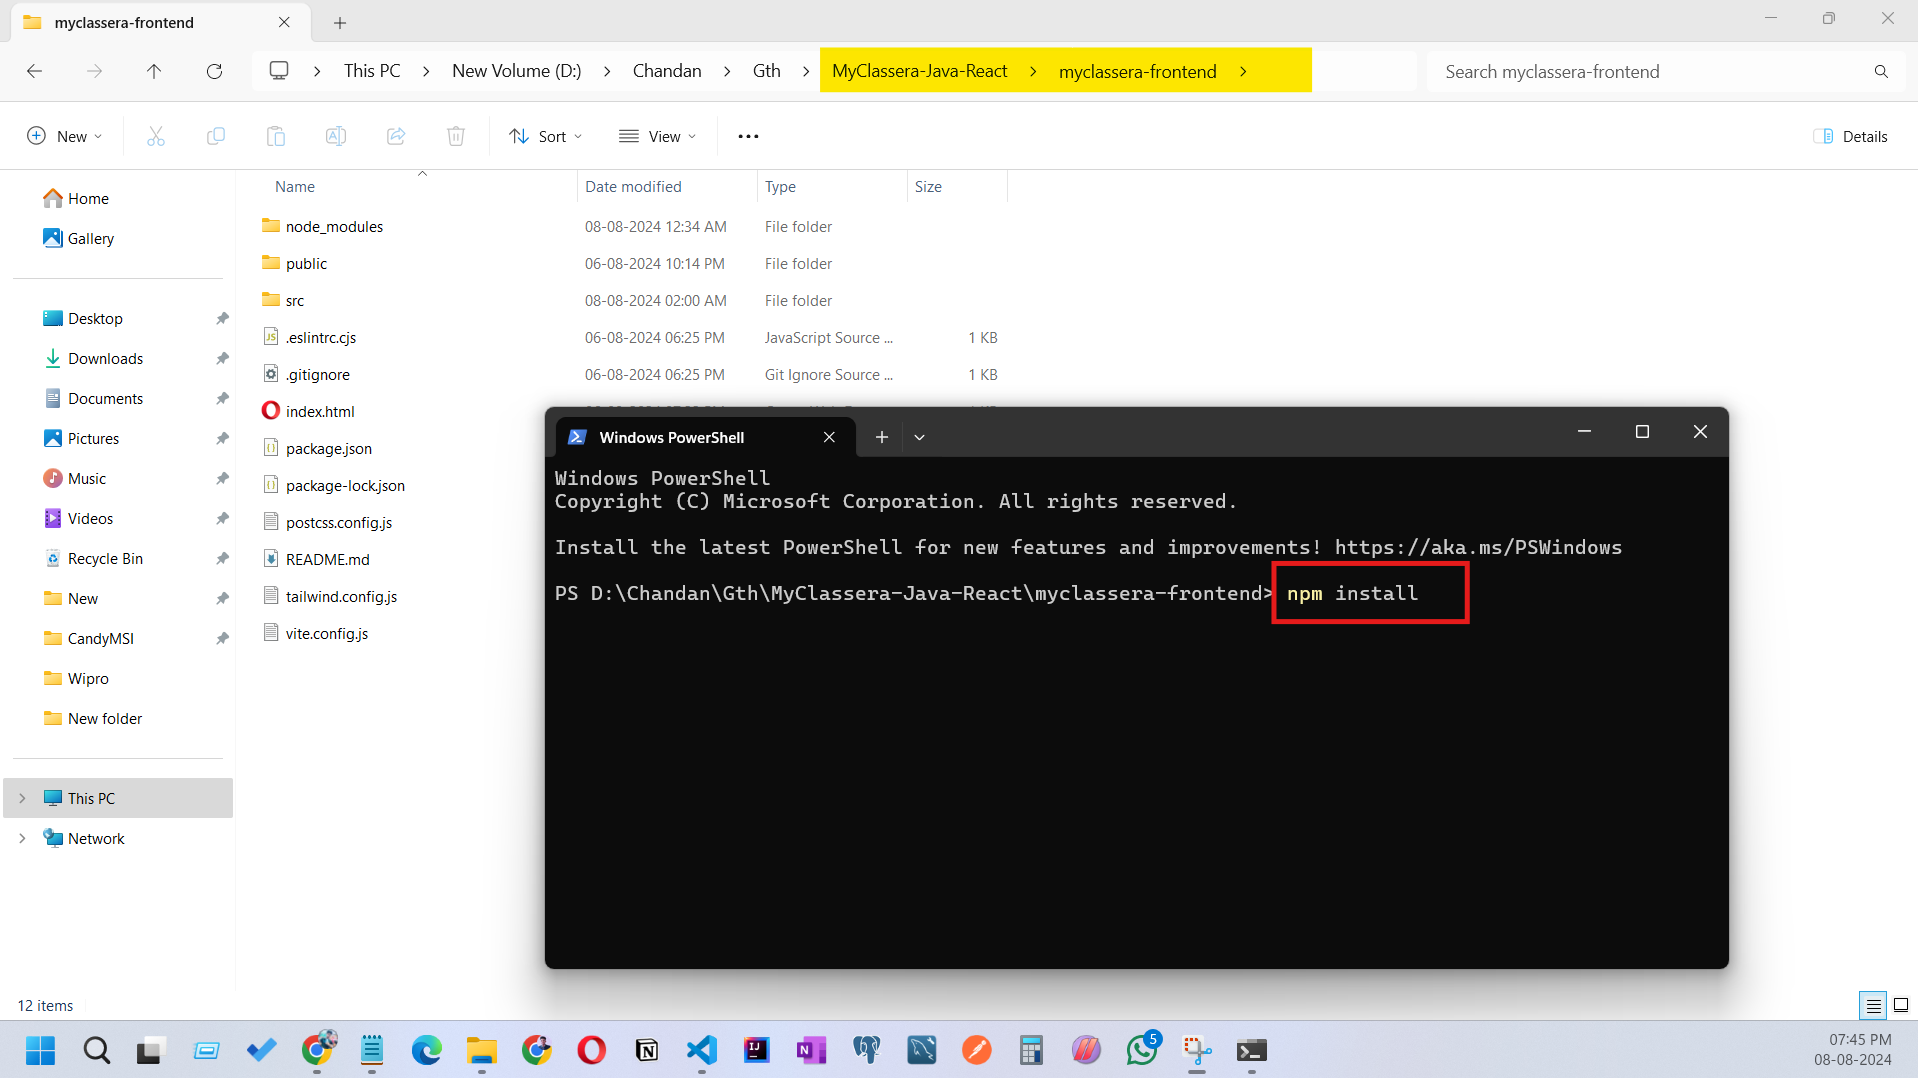 myclassera-frontend
This PC
New Volume (D:)
Chandan
Gth
MyClassera-Java-React
myclassera-frontend
Search myclassera-frontend
New
Sort
View
Details
Name Date modified Type Size
Home
Gallery
Desktop
Downloads
Documents
Pictures
Music
Videos
Recycle Bin
New
CandyMSI
Wipro
New folder
This PC
Network
node_modules 08-08-2024 12:34 AM File folder
public 06-08-2024 10:14 PM File folder
src 08-08-2024 02:00 AM File folder
.eslintrc.cjs 06-08-2024 06:25 PM JavaScript Source ... 1 KB
.gitignore 06-08-2024 06:25 PM Git Ignore Source ... 1 KB
index.html
package.json
package-lock.json
postcss.config.js
README.md
tailwind.config.js
vite.config.js
Windows PowerShell
Windows PowerShell
Copyright (C) Microsoft Corporation. All rights reserved.
Install the latest PowerShell for new features and improvements! https://aka.ms/PSWindows
PS D:\Chandan\Gth\MyClassera-Java-React\myclassera-frontend> npm install
12 items
5
07:45 PM
08-08-2024